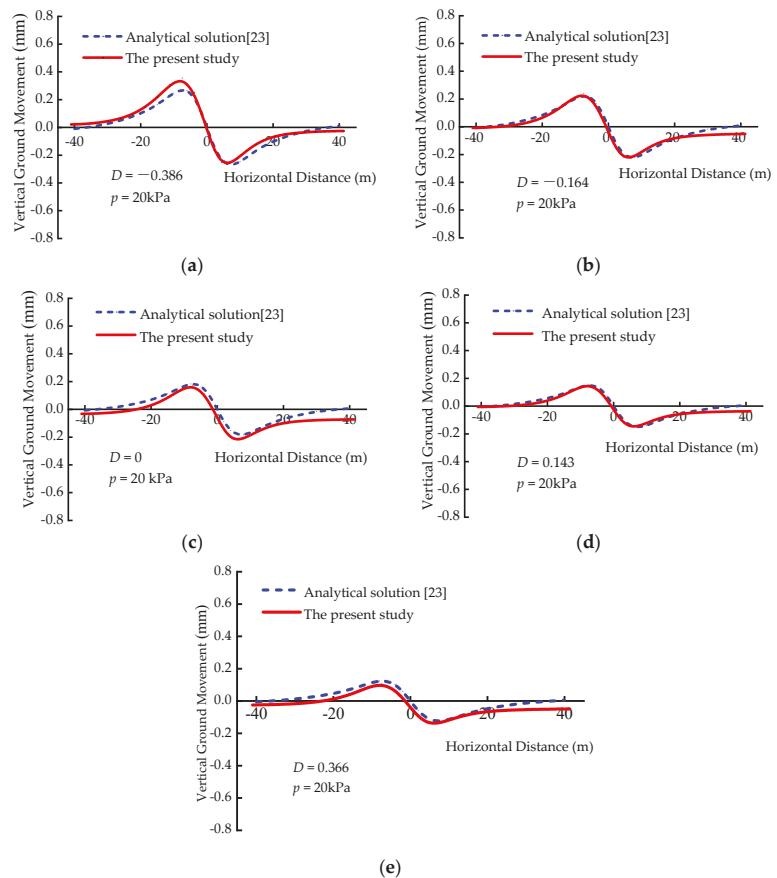 0.8
Analytical solution[23]
0.6
The present study
0.4
0.2
0.0
-40
-20
0
20
40
-0.2
-0.4
-0.6
-0.8
Vertical Ground Movement (mm)
Horizontal Distance (m)
D = −0.386
p = 20kPa
(a)
0.8
Analytical solution[23]
0.6
The present study
0.4
0.2
0.0
-40
-20
0
20
40
-0.2
-0.4
-0.6
-0.8
Vertical Ground Movement (mm)
Horizontal Distance (m)
D = −0.164
p = 20kPa
(b)
0.8
Analytical solution[23]
0.6
The present study
0.4
0.2
0.0
-40
-20
0
20
40
-0.2
-0.4
-0.6
-0.8
Vertical Ground Movement (mm)
Horizontal Distance (m)
D = 0
p = 20 kPa
(c)
0.8
Analytical solution [23]
0.6
The present study
0.4
0.2
0.0
-40
-20
0
20
40
-0.2
-0.4
-0.6
-0.8
Vertical Ground Movement (mm)
Horizontal Distance (m)
D = 0.143
p = 20kPa
(d)
0.8
Analytical solution [23]
0.6
The present study
0.4
0.2
0.0
-40
-20
0
20
40
-0.2
-0.4
-0.6
-0.8
Vertical Ground Movement (mm)
Horizontal Distance (m)
D = 0.366
p = 20kPa
(e)